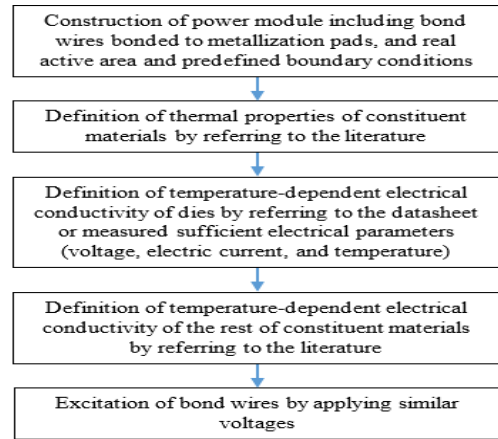 Construction of power module including bond
wires bonded to metallization pads, and real
active area and predefined boundary conditions
Definition of thermal properties of constituent
materials by referring to the literature
Definition of temperature-dependent electrical
conductivity of dies by referring to the datasheet
or measured sufficient electrical parameters
(voltage, electric current, and temperature)
Definition of temperature-dependent electrical
conductivity of the rest of constituent materials
by referring to the literature
Excitation of bond wires by applying similar
voltages